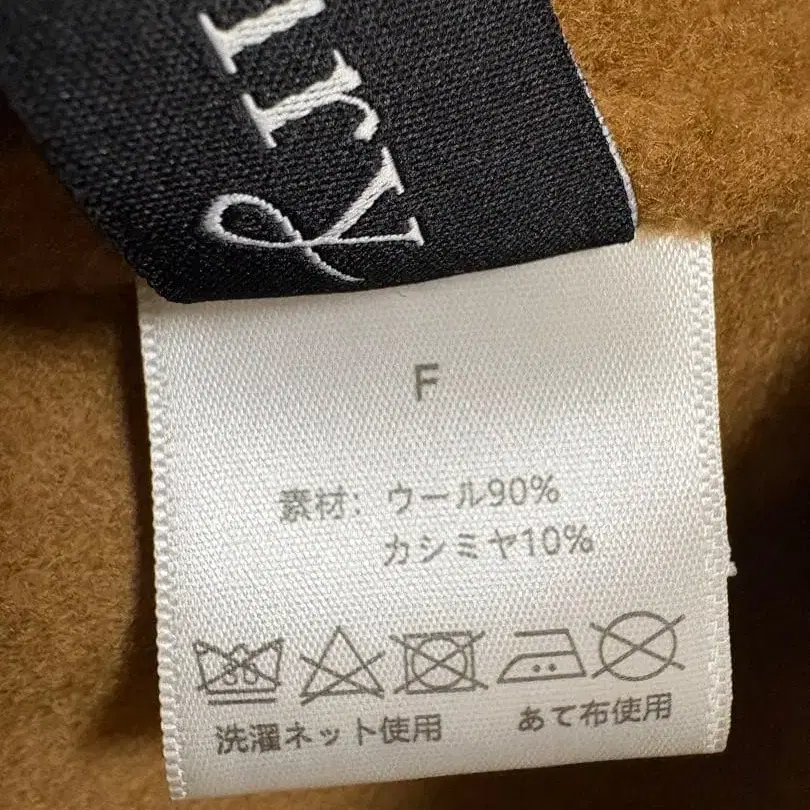 F
素材: ウール90%
カシミヤ10%
洗濯ネット使用
あて布使用